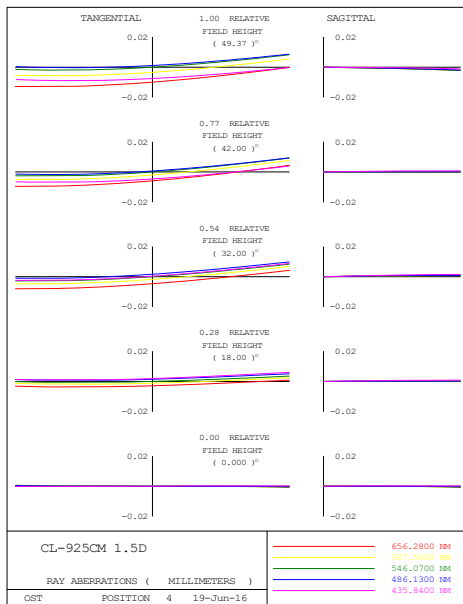 TANGENTIAL 1.00 RELATIVE SAGITTAL
FIELD HEIGHT
( 49.37 )°
0.02 0.02
-0.02 -0.02
0.77 RELATIVE
FIELD HEIGHT
( 42.00 )°
0.02 0.02
-0.02 -0.02
0.54 RELATIVE
FIELD HEIGHT
( 32.00 )°
0.02 0.02
-0.02 -0.02
0.28 RELATIVE
FIELD HEIGHT
( 18.00 )°
0.02 0.02
-0.02 -0.02
0.00 RELATIVE
FIELD HEIGHT
( 0.000 )°
0.02 0.02
-0.02 -0.02
CL-925CM 1.5D
RAY ABERRATIONS ( MILLIMETERS )
OST POSITION 4 19-Jun-16
656.2800 NM
NM
546.0700 NM
486.1300 NM
435.8400 NM